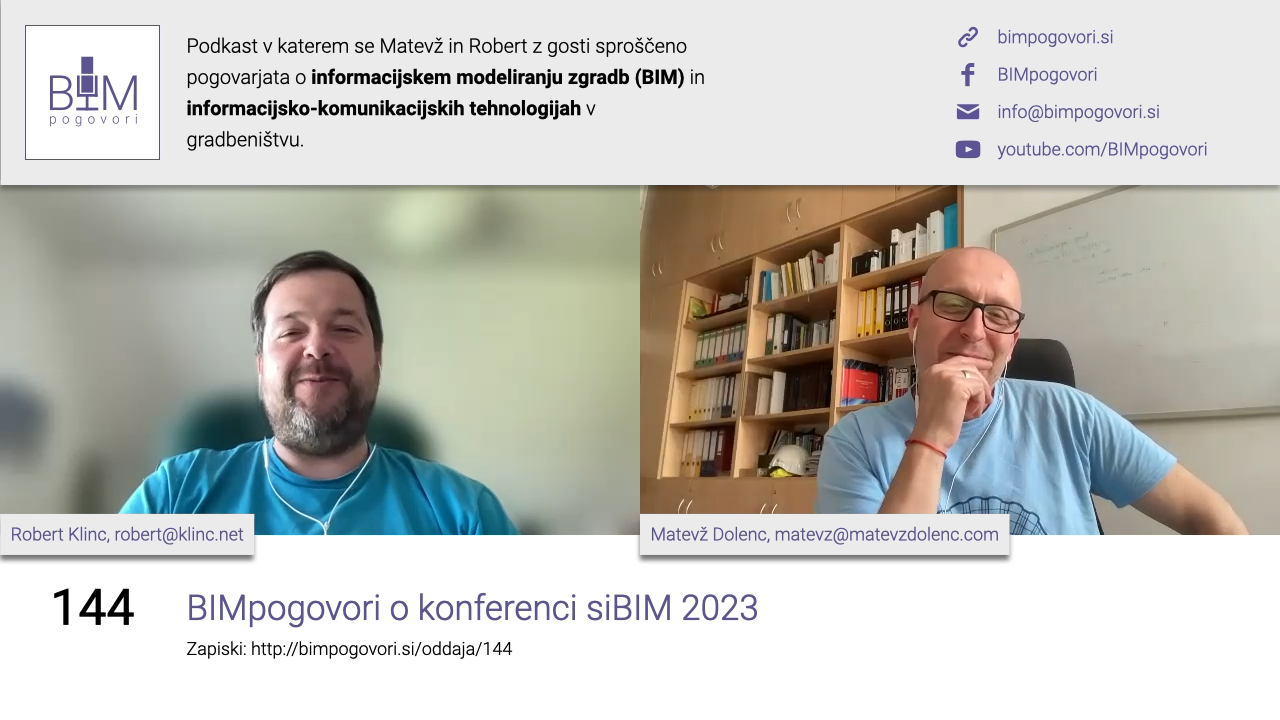 BIM
pogovori
Podkast v katerem se Matevž in Robert z gosti sproščeno
pogovarjata o informacijskem modeliranju zgradb (BIM) in
informacijsko-komunikacijskih tehnologijah v
gradbeništvu.
bimpogovori.si
BIMpogovori
info@bimpogovori.si
youtube.com/BIMpogovori
Robert Klinc, robert@klinc.net
Matevž Dolenc, matevz@matevzdolenc.com
144
BIMpogovori o konferenci siBIM 2023
Zapiski: http://bimpogovori.si/oddaja/144